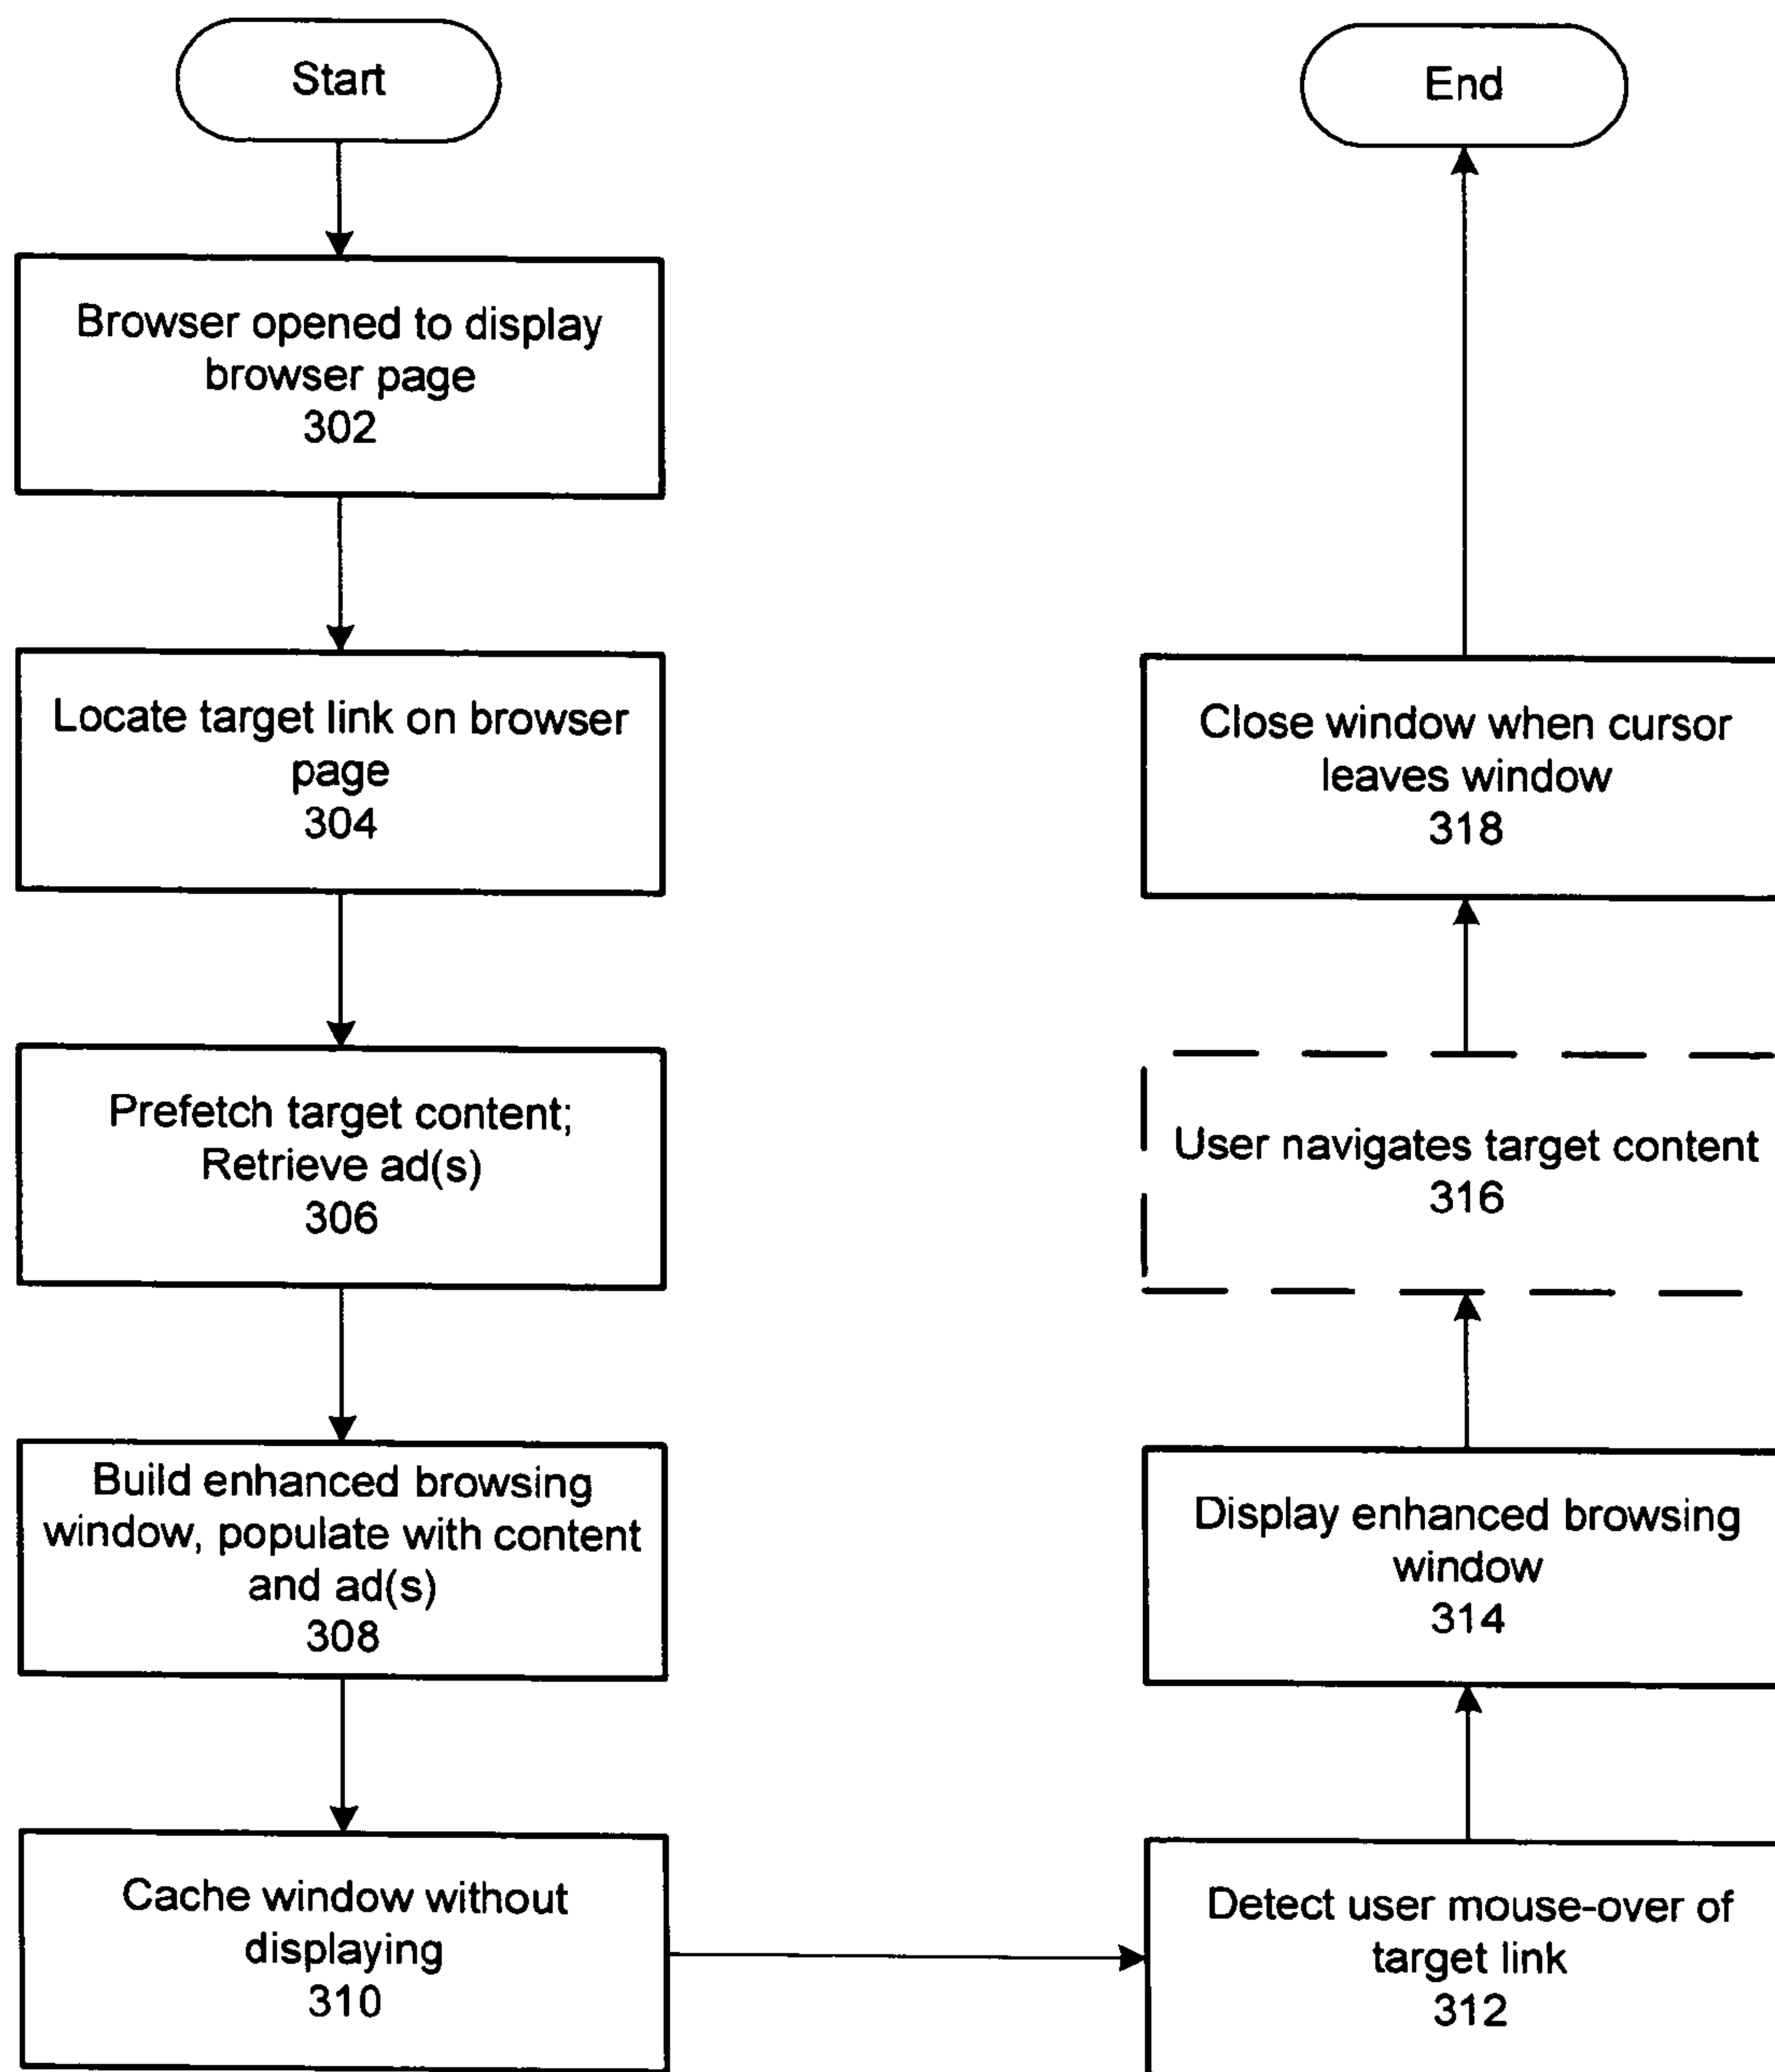 Start
Browser opened to display
browser page
302
Locate target link on browser
page
304
Prefetch target content;
Retrieve ad(s)
306
Build enhanced browsing
window, populate with content
and ad(s)
308
Cache window without
displaying
310
Detect user mouse-over of
target link
312
Display enhanced browsing
window
314
User navigates target content
316
Close window when cursor
leaves window
318
End